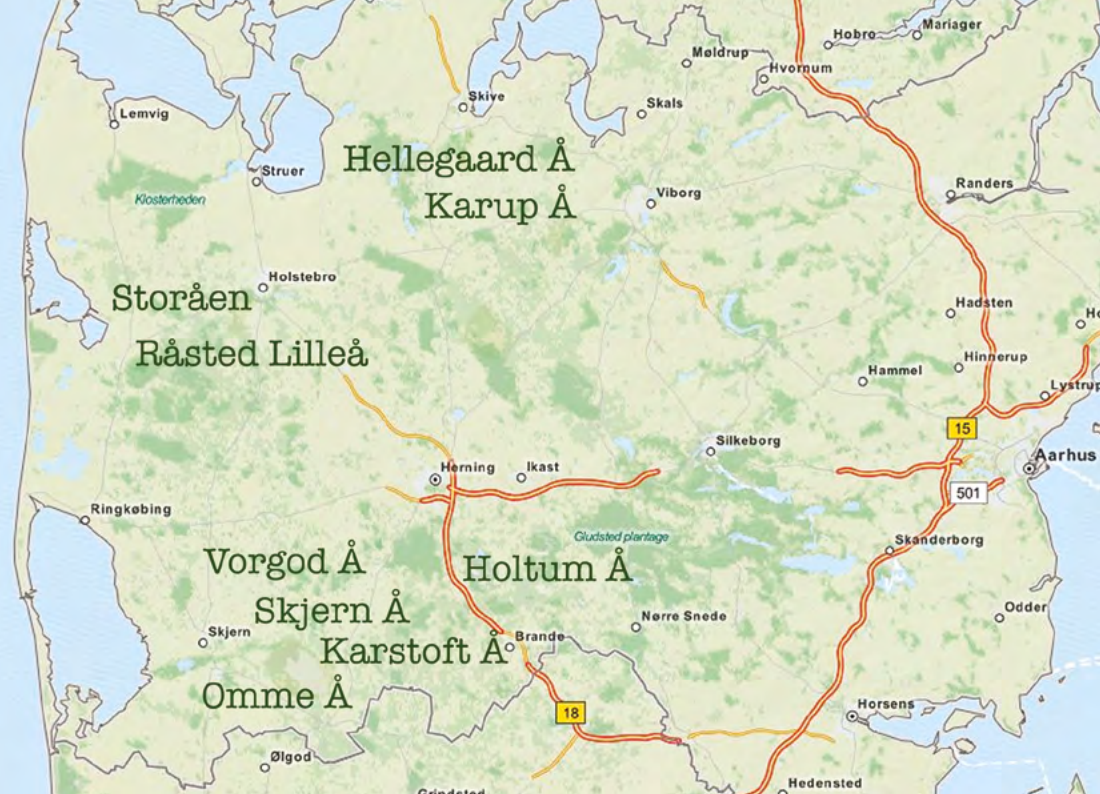 Mariager
Hobro
Møldrup
Hvornum
Skive
Skals
Lemvig
Hellegaard Å
Struer
Klosterheden
Randers
Viborg
Karup Å
Holstebro
Storåen
Hadsten
Råsted Lilleå
Hinnerup
Hammel
Lystrup
15
Silkeborg
Aarhus
Herning
Ikast
501
Ringkøbing
Gludsted plantage
Skanderborg
Vorgod Å
Holtum Å
Skjern Å
Odder
Nørre Snede
Skjern
Brande
Karstoft Å
Omme Å
Horsens
18
Ølgod
Hedensted